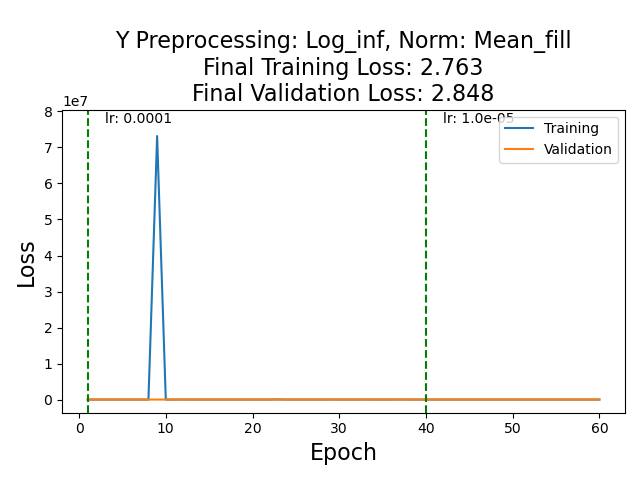 Y Preprocessing: Log_inf, Norm: Mean_fill
Final Training Loss: 2.763
Final Validation Loss: 2.848
1e7
lr: 0.0001
lr: 1.0e-05
Training
Validation
8
7
6
5
4
3
2
1
0
Loss
0 10 20 30 40 50 60
Epoch